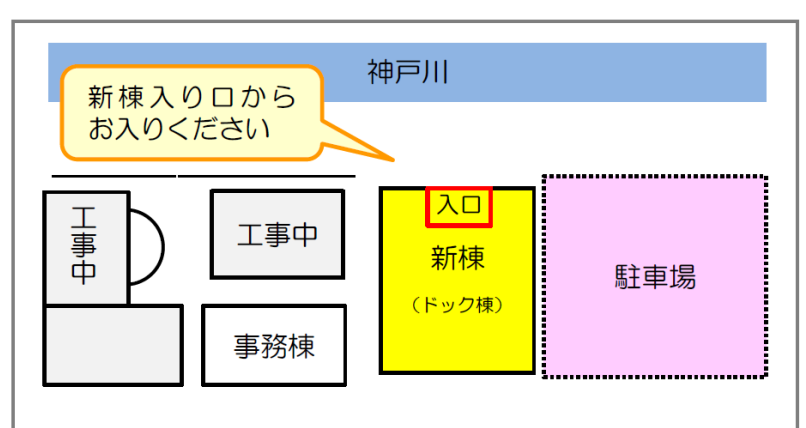 神戸川
新棟入り口から
お入りください
工事中
工事中
入口
新棟
（ドック棟）
駐車場
事務棟